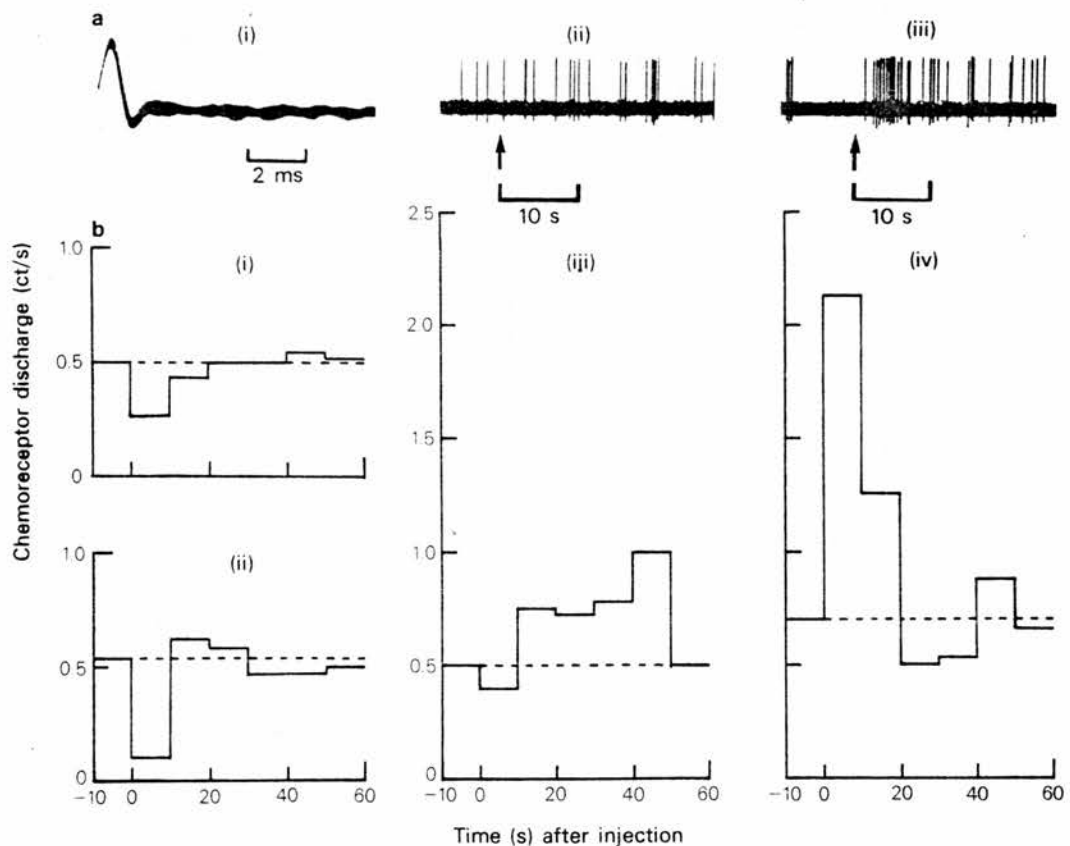 a
(i)
(ii)
(iii)
2 ms
10 s
10 s
b
Chemoreceptor discharge (ct/s)
1.0
(i)
0.5
0
1.0
(ii)
0.5
0
−10 0 20 40 60
2.5
(iii)
2.0
1.5
1.0
0.5
0
−10 0 20 40 60
(iv)
−10 0 20 40 60
Time (s) after injection